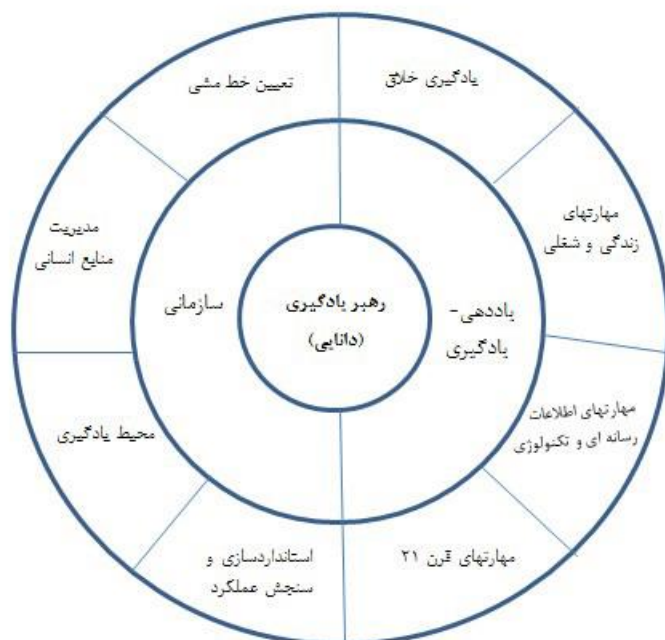 یادگیری خلاق
تعیین خط مشی
مهارتهای
زندگی و شغلی
مدیریت
منابع انسانی
رهبر یادگیری
(دانایی)
سازمانی
یاددهی-
یادگیری
مهارتهای اطلاعات
رسانه ای و تکنولوژی
محیط یادگیری
مهارتهای قرن ۲۱
استانداردسازی و
سنجش عملکرد